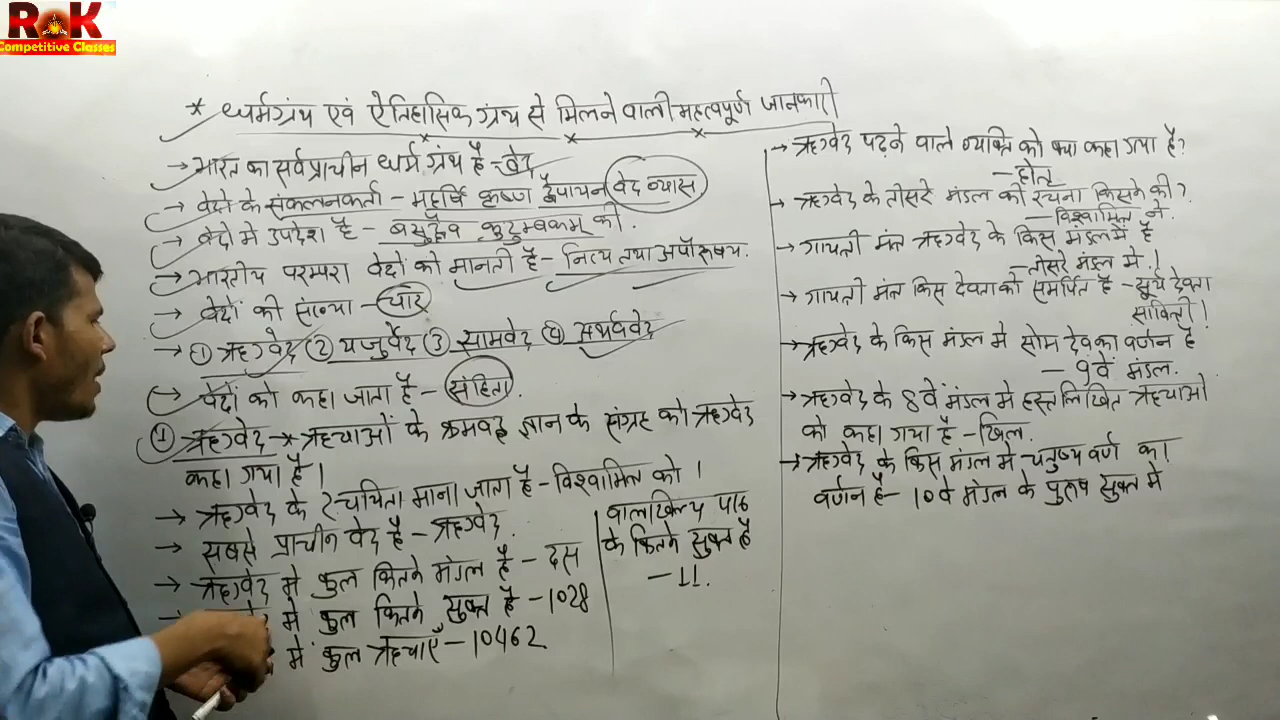 ROK
Competitive Classes
* धर्मग्रंथ एवं ऐतिहासिक ग्रंथ से मिलने वाली महत्वपूर्ण जानकारी
→ भारत का सर्वप्राचीन धर्म ग्रंथ है - वेद
→ वेदो के संकलनकर्ता - महर्षि कृष्ण द्वैपायन वेद व्यास
→ वेदो मे उपदेश है - वसुद्धैव कुटुम्बकम् की.
→ भारतीय परम्परा वेदों को मानती है - नित्य तथा अपौरूषेय.
→ वेदों की संख्या - चार
→ ① ऋग्वेद ② यजुर्वेद ③ सामवेद ④ अथर्ववेद
→ वेदों को कहा जाता है - संहिता
① ऋग्वेद → * ऋचाओं के क्रमवद्ध ज्ञान के संग्रह को ऋग्वेद
कहा गया है।
→ ऋग्वेद के रचयिता माना जाता है - विश्वामित्र को।
→ सबसे प्राचीन वेद है - ऋग्वेद.
→ ऋग्वेद मे कुल कितने मंडल है - दस
→ मे कुल कितने सुक्त है - 1028
मे कुल ऋचाएँ - 10462
वालखिल्य पाठ
के कितने सुक्त है
- 11.
→ ऋग्वेद पढ़ने वाले व्यक्ति को क्या कहा गया है?
- होतृ
→ ऋग्वेद के तीसरे मंडल की रचना किसने की?
- विश्वामित्र ने.
→ गायत्री मंत्र ऋग्वेद के किस मंडल में है
- तीसरे मंडल मे।
→ गायत्री मंत्र किस देवता को समर्पित है - सूर्य देवता
सावित्री।
→ ऋग्वेद के किस मंडल मे सोम देव का वर्णन है
- 9वें मंडल.
→ ऋग्वेद के 8वें मंडल मे हस्तलिखित ऋचाओ
को कहा गया है - खिल.
→ ऋग्वेद के किस मंगल मे चतुष्य वर्ण का
वर्णन है - 10वे मंडल के पुरुष सुक्त मे